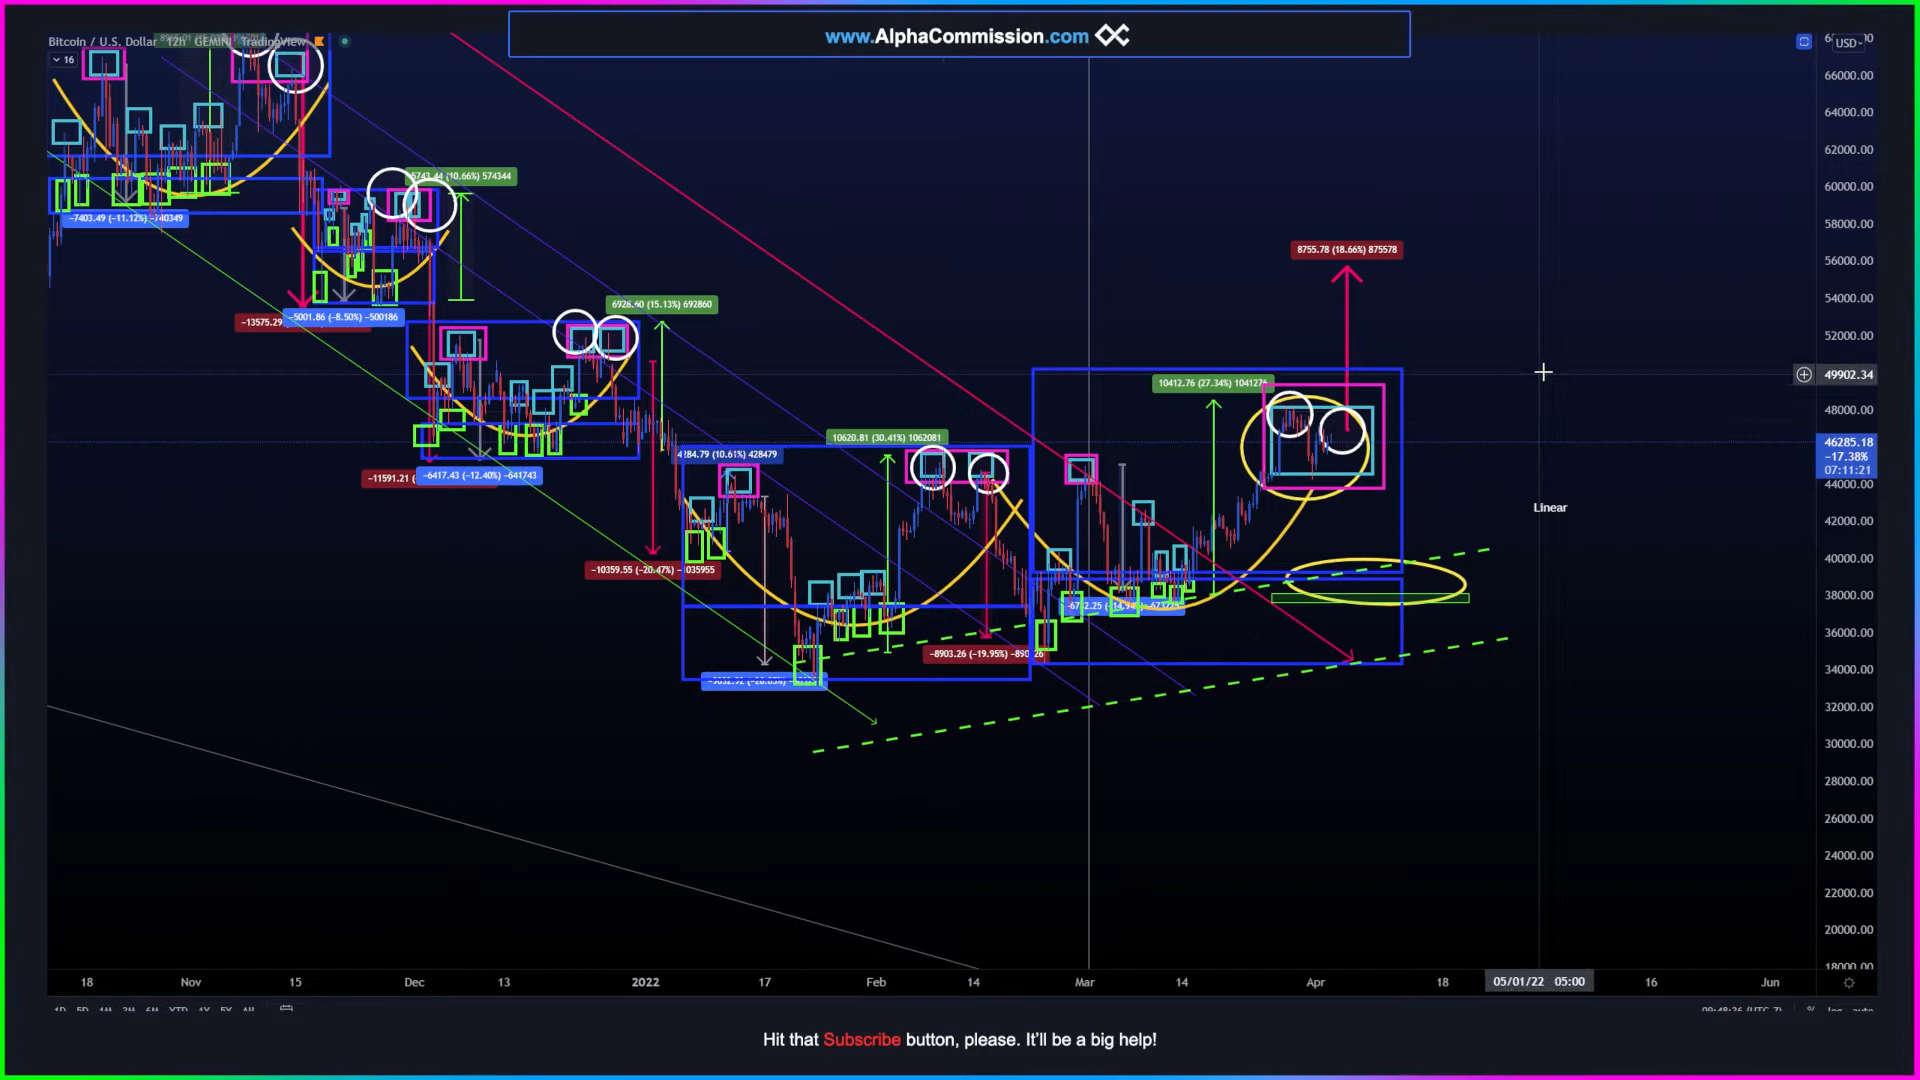 www.AlphaCommission.com
Bitcoin / U.S. Dollar 12h GEMINI TradingView
USD
16
66000.00
64000.00
62000.00
60000.00
58000.00
56000.00
54000.00
52000.00
49902.34
48000.00
46285.18
−17.38%
07:11:21
44000.00
42000.00
40000.00
38000.00
36000.00
34000.00
32000.00
30000.00
28000.00
26000.00
24000.00
22000.00
20000.00
18000.00
5743.44 (10.66%) 574344
−7403.49 (−11.12%) −740349
8755.78 (18.66%) 875578
6928.60 (15.13%) 692860
−13575.29
−5001.86 (−8.50%) −500186
10412.76 (27.34%) 1041276
10620.81 (30.41%) 1062081
4284.79 (10.61%) 428479
−11591.21
−6417.43 (−12.40%) −641743
Linear
−10359.55 (−20.47%) −1035955
−8903.26 (−19.95%)
18 Nov 15 Dec 13 2022 17 Feb 14 Mar 14 Apr 18 05/01/22 05:00 16 Jun
Hit that Subscribe button, please. It'll be a big help!